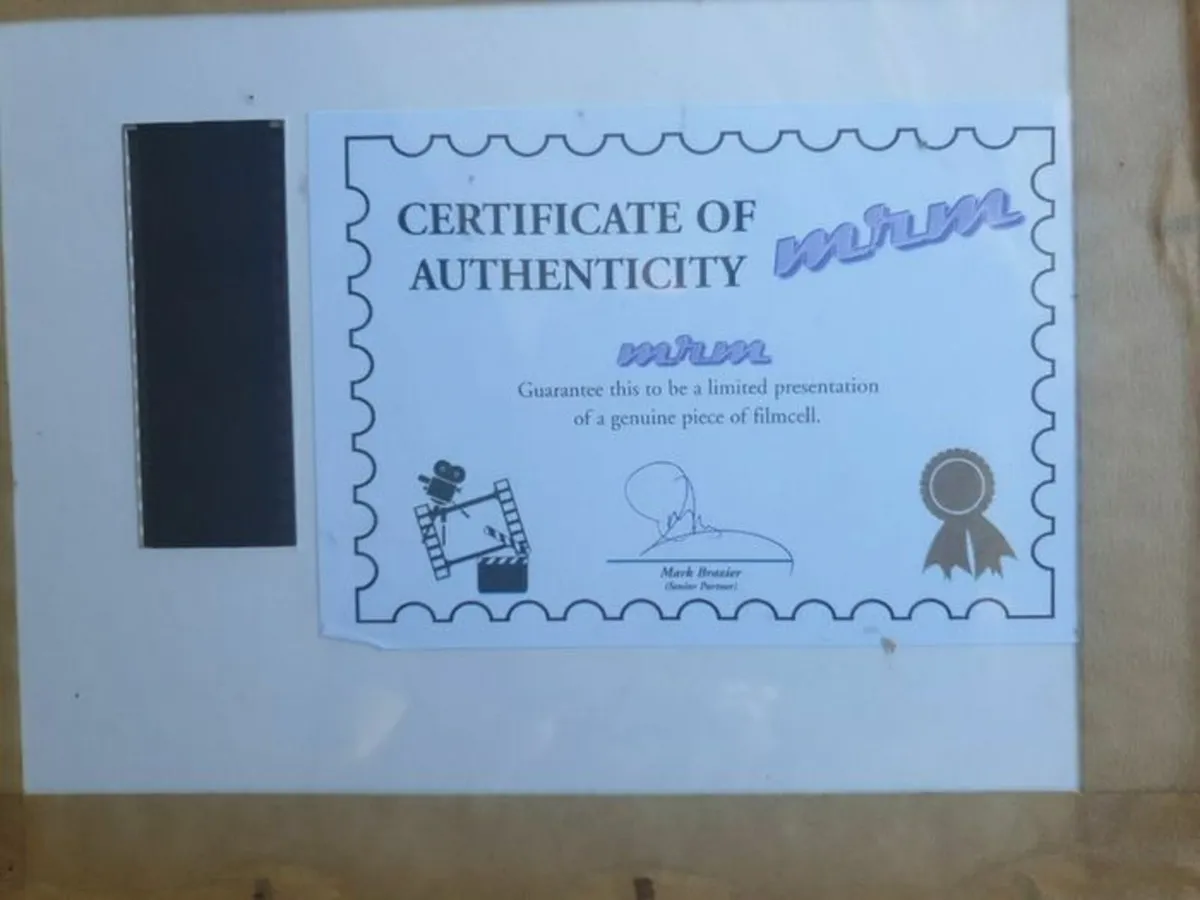 CERTIFICATE OF
AUTHENTICITY
mrm
mrm
Guarantee this to be a limited presentation
of a genuine piece of filmcell.
Mark Brazier
(Senior Partner)